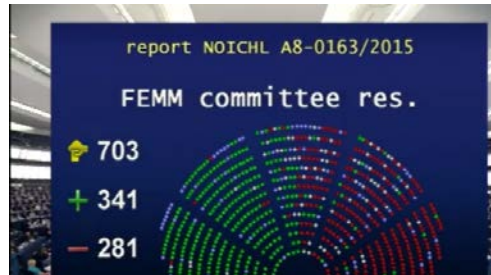 report NOICHL A8-0163/2015
FEMM committee res.
703
+ 341
− 281